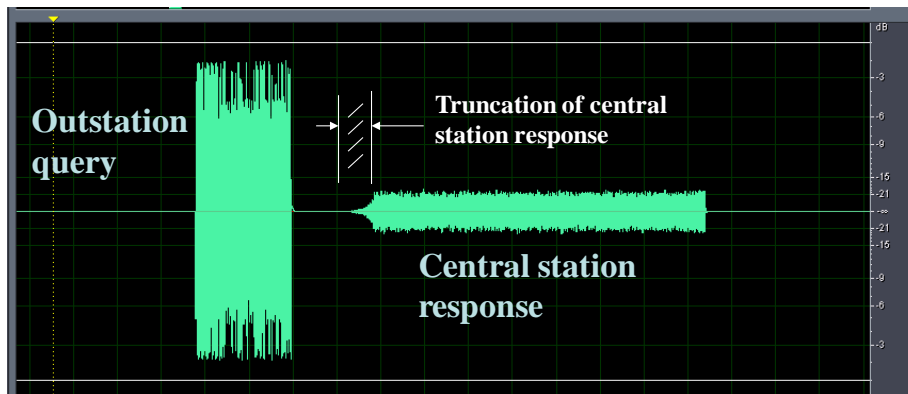 dB
-3
-6
-9
-15
-21
-∞
-21
-15
-9
-6
-3
Outstation
query
Truncation of central
station response
Central station
response